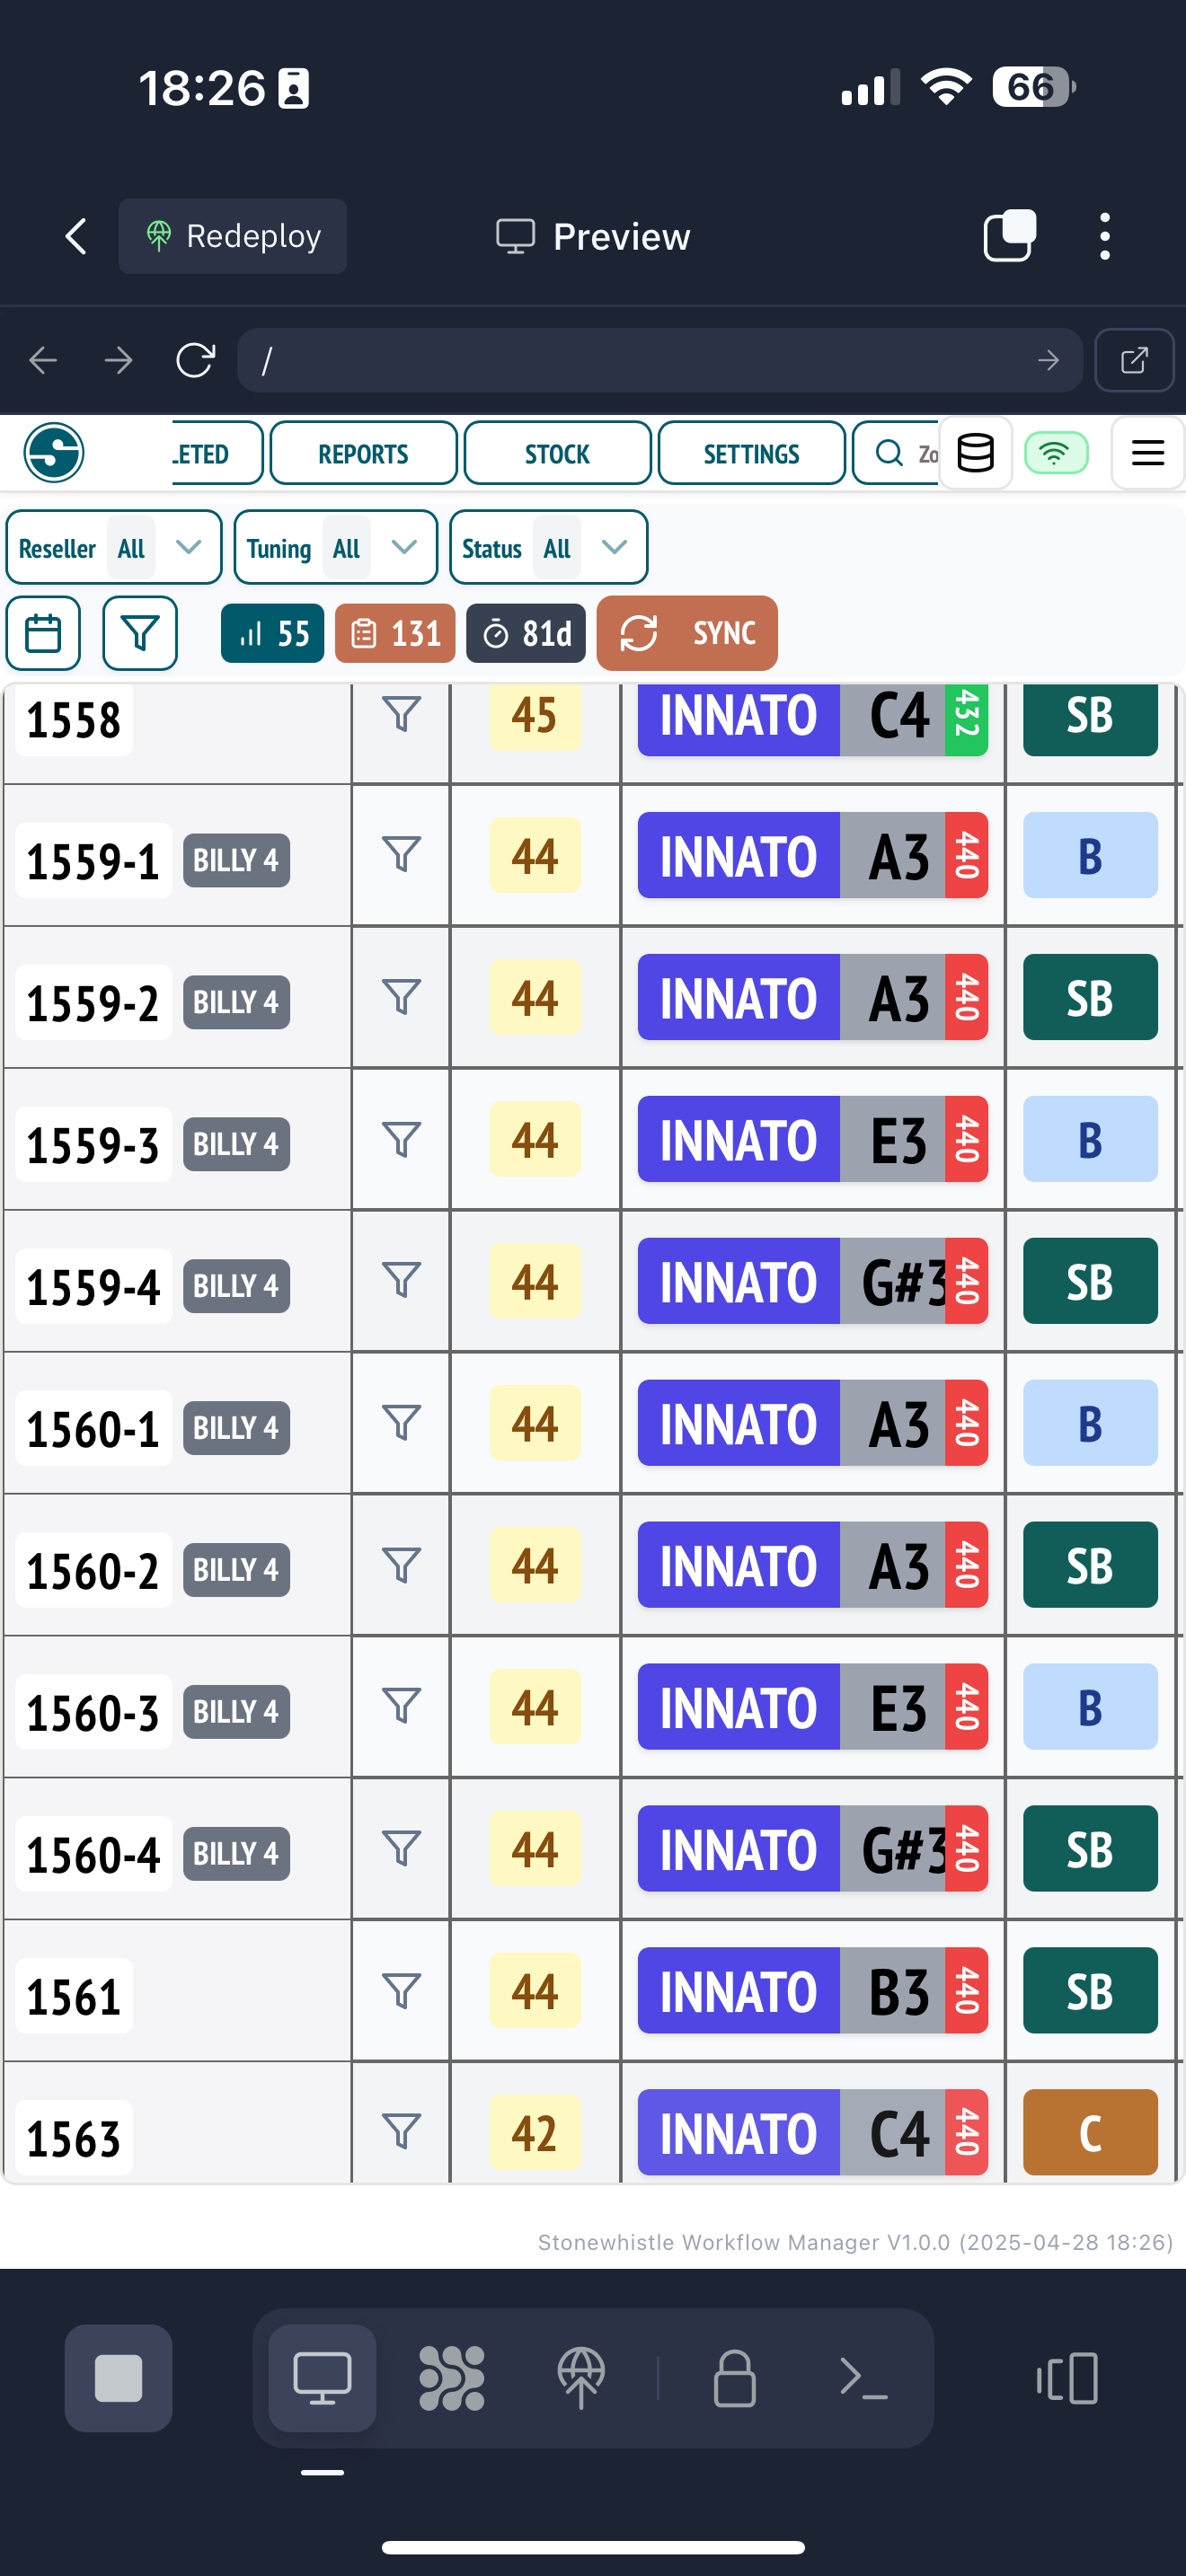 18:26 66
Redeploy Preview
/
LETED REPORTS STOCK SETTINGS Zo
Reseller All Tuning All Status All
55 131 81d SYNC
1558 45 INNATO C4 432 SB
1559-1 BILLY 4 44 INNATO A3 440 B
1559-2 BILLY 4 44 INNATO A3 440 SB
1559-3 BILLY 4 44 INNATO E3 440 B
1559-4 BILLY 4 44 INNATO G#3 440 SB
1560-1 BILLY 4 44 INNATO A3 440 B
1560-2 BILLY 4 44 INNATO A3 440 SB
1560-3 BILLY 4 44 INNATO E3 440 B
1560-4 BILLY 4 44 INNATO G#3 440 SB
1561 44 INNATO B3 440 SB
1563 42 INNATO C4 440 C
Stonewhistle Workflow Manager V1.0.0 (2025-04-28 18:26)